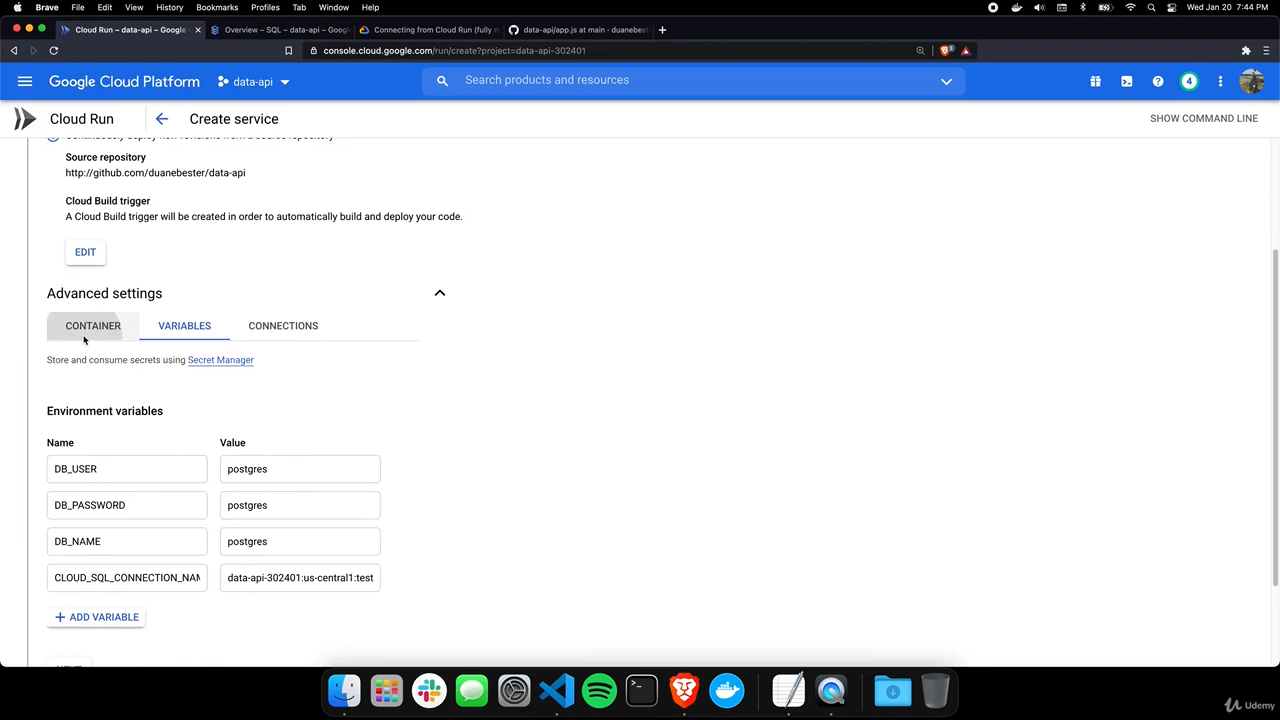 Brave File Edit View History Bookmarks Profiles Tab Window Help Wed Jan 20 7:44 PM
Cloud Run – data-api – Google Overview – SQL – data-api – Goog Connecting from Cloud Run (fully m data-api/app.js at main · duanebes
console.cloud.google.com/run/create?project=data-api-302401
Google Cloud Platform data-api Search products and resources 4
Cloud Run Create service SHOW COMMAND LINE
Continuously deploy new revisions from a source repository
Source repository
http://github.com/duanebester/data-api
Cloud Build trigger
A Cloud Build trigger will be created in order to automatically build and deploy your code.
EDIT
Advanced settings
CONTAINER VARIABLES CONNECTIONS
Store and consume secrets using Secret Manager
Environment variables
Name Value
DB_USER postgres
DB_PASSWORD postgres
DB_NAME postgres
CLOUD_SQL_CONNECTION_NAM data-api-302401:us-central1:test
+ ADD VARIABLE
NEXT
Udemy